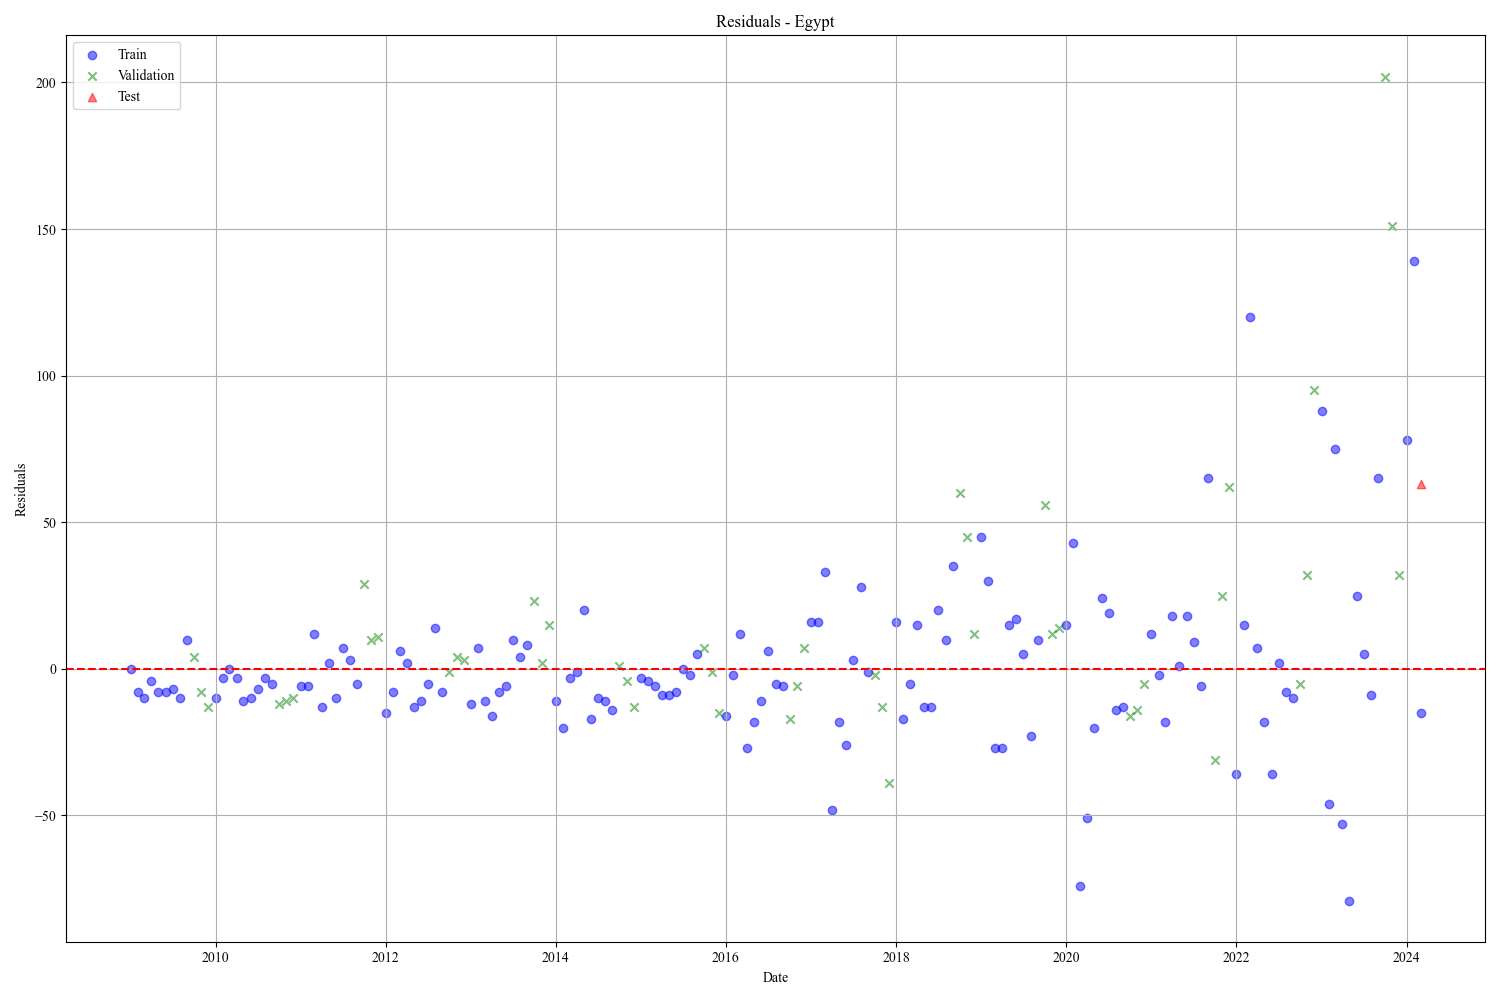 Residuals - Egypt
Train
Validation
Test
200
150
100
50
0
−50
Residuals
2010 2012 2014 2016 2018 2020 2022 2024
Date